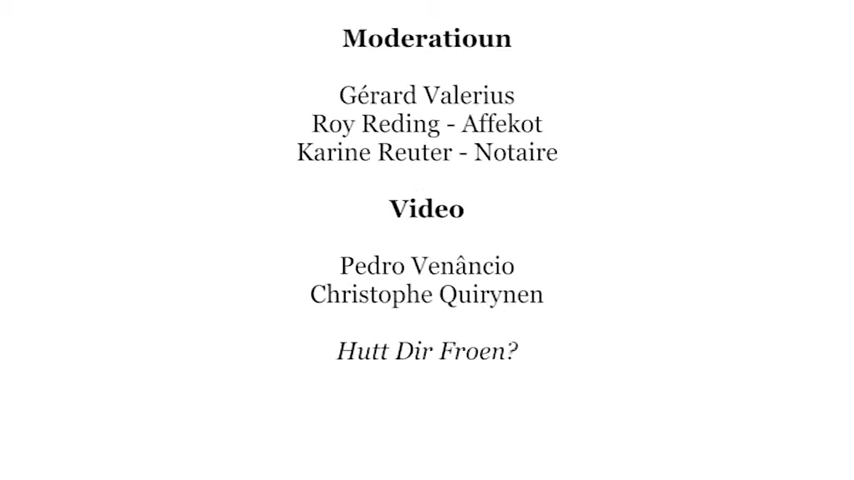 Moderatioun
Gérard Valerius
Roy Reding - Affekot
Karine Reuter - Notaire
Video
Pedro Venâncio
Christophe Quirynen
Hutt Dir Froen?